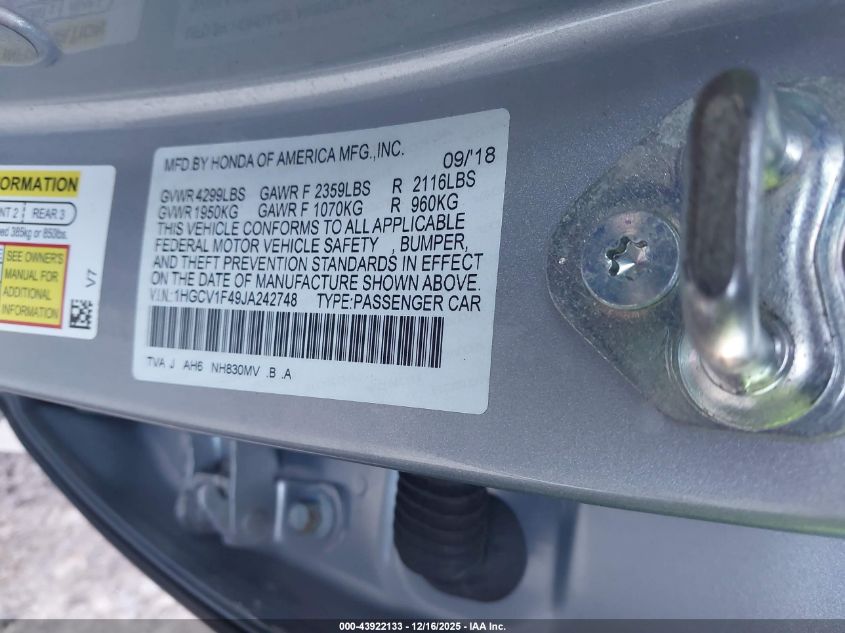 MFD.BY HONDA OF AMERICA MFG.,INC. 09/'18
GVWR 4299LBS GAWR F 2359LBS R 2116LBS
GVWR 1950KG GAWR F 1070KG R 960KG
THIS VEHICLE CONFORMS TO ALL APPLICABLE
FEDERAL MOTOR VEHICLE SAFETY , BUMPER,
AND THEFT PREVENTION STANDARDS IN EFFECT
ON THE DATE OF MANUFACTURE SHOWN ABOVE.
V.I.N.:1HGCV1F49JA242748 TYPE:PASSENGER CAR
TVA J AH6 NH830MV .B .A
REAR 3
385kg or 850lbs.
SEE OWNER'S
MANUAL FOR
ADDITIONAL
V7
000-43922133 - 12/16/2025 - IAA Inc.